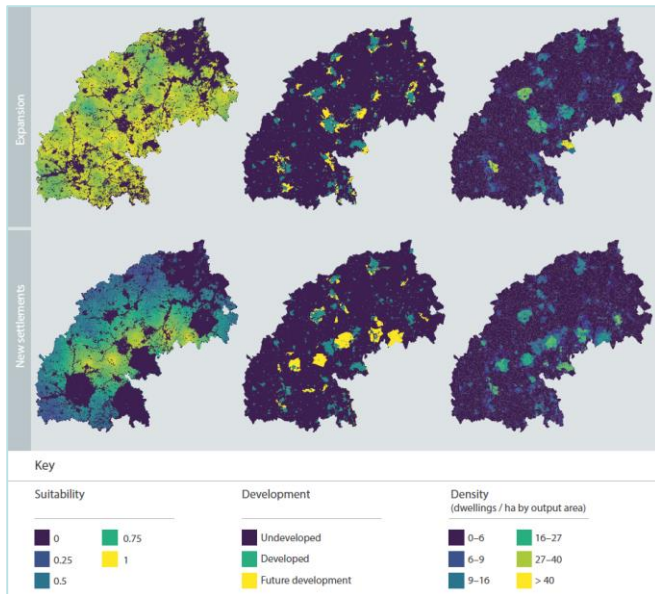 Expansion
New settlements
Key
Suitability
0
0.25
0.5
0.75
1
Development
Undeveloped
Developed
Future development
Density
(dwellings / ha by output area)
0–6
6–9
9–16
16–27
27–40
> 40